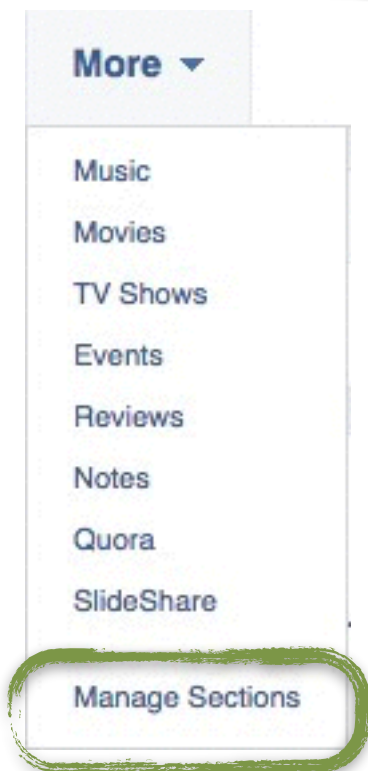 More
Music
Movies
TV Shows
Events
Reviews
Notes
Quora
SlideShare
Manage Sections